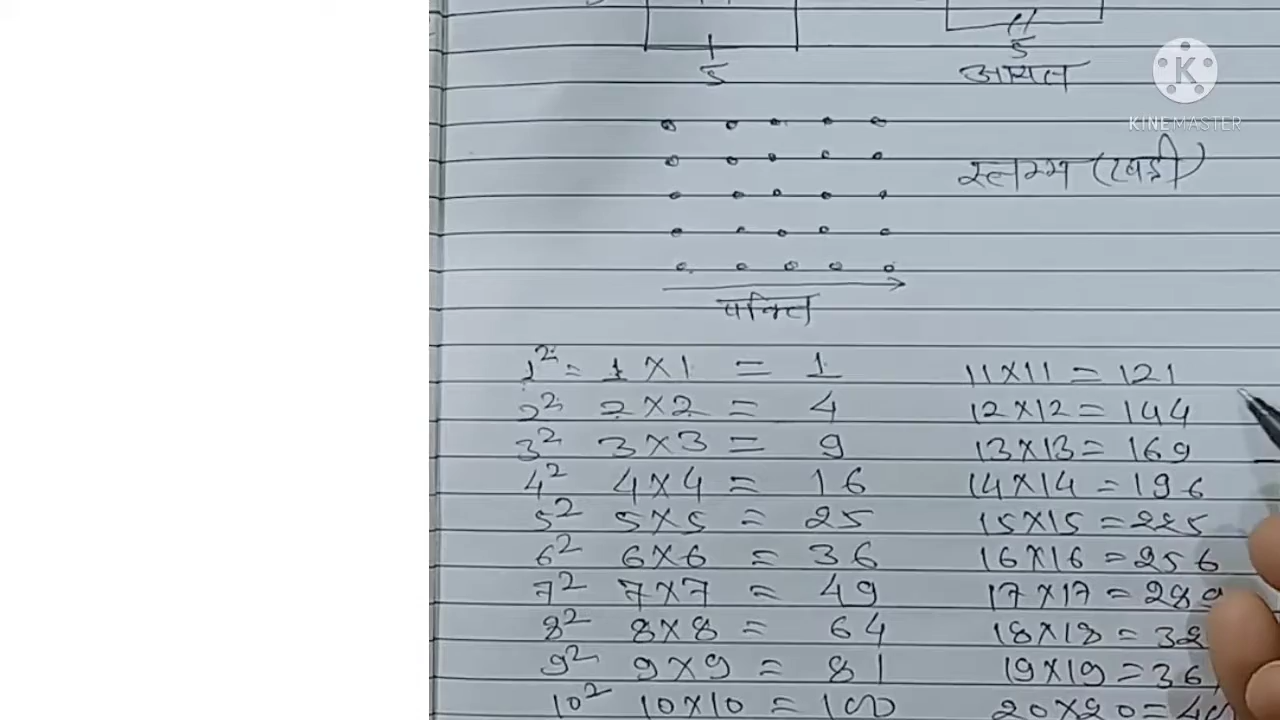 5
5
आयत
KINEMASTER
स्तम्भ (खड़ी)
पंक्ति
1² = 1 × 1 = 1
2² 2 × 2 = 4
3² 3 × 3 = 9
4² 4 × 4 = 16
5² 5 × 5 = 25
6² 6 × 6 = 36
7² 7 × 7 = 49
8² 8 × 8 = 64
9² 9 × 9 = 81
10² 10 × 10 = 100
11 × 11 = 121
12 × 12 = 144
13 × 13 = 169
14 × 14 = 196
15 × 15 = 225
16 × 16 = 256
17 × 17 = 289
18 × 18 = 32
19 × 19 = 36
20 × 20 = 40